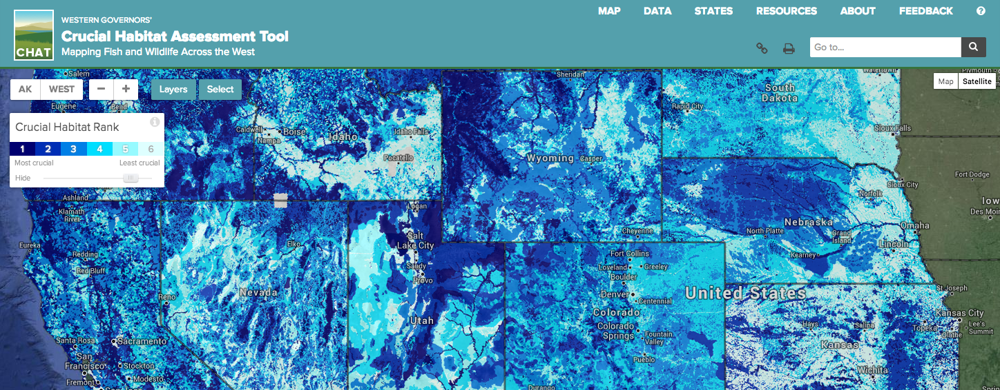 WESTERN GOVERNORS'
Crucial Habitat Assessment Tool
Mapping Fish and Wildlife Across the West
CHAT
MAP DATA STATES RESOURCES ABOUT FEEDBACK ?
Go to...
AK WEST − + Layers Select
Map Satellite
Crucial Habitat Rank i
1 2 3 4 5 6
Most crucial Least crucial
Hide
Salem
Eugene
Bend
Sheridan
Watertown
Plymouth
South
Dakota
Rapid City
Sioux Falls
Caldwell
Boise
Nampa
Idaho
Idaho Falls
Pocatello
Wyoming
Casper
Cheyenne
Fort Dodge
Sioux City
Norfolk
Iow
Des Moin
Nebraska
North Platte
Grand
Island
Kearney
Omaha
Lincoln
Ashland
Klamath
River
Eureka
Redding
Red Bluff
Elko
Reno
Nevada
Logan
Salt
Lake City
Sandy
Provo
Utah
Fort Collins
Loveland
Greeley
Boulder
Denver
Centennial
Colorado
Colorado
Springs
Fountain
Valley
Pueblo
Durango
United States
St Joseph
Kansas City
Lee's
Summit
Topeka
Olathe
Hays
Salina
Kansas
Wichita
Santa Rosa
Sacramento
San
Francisco
Stockton
Fremont
Modesto